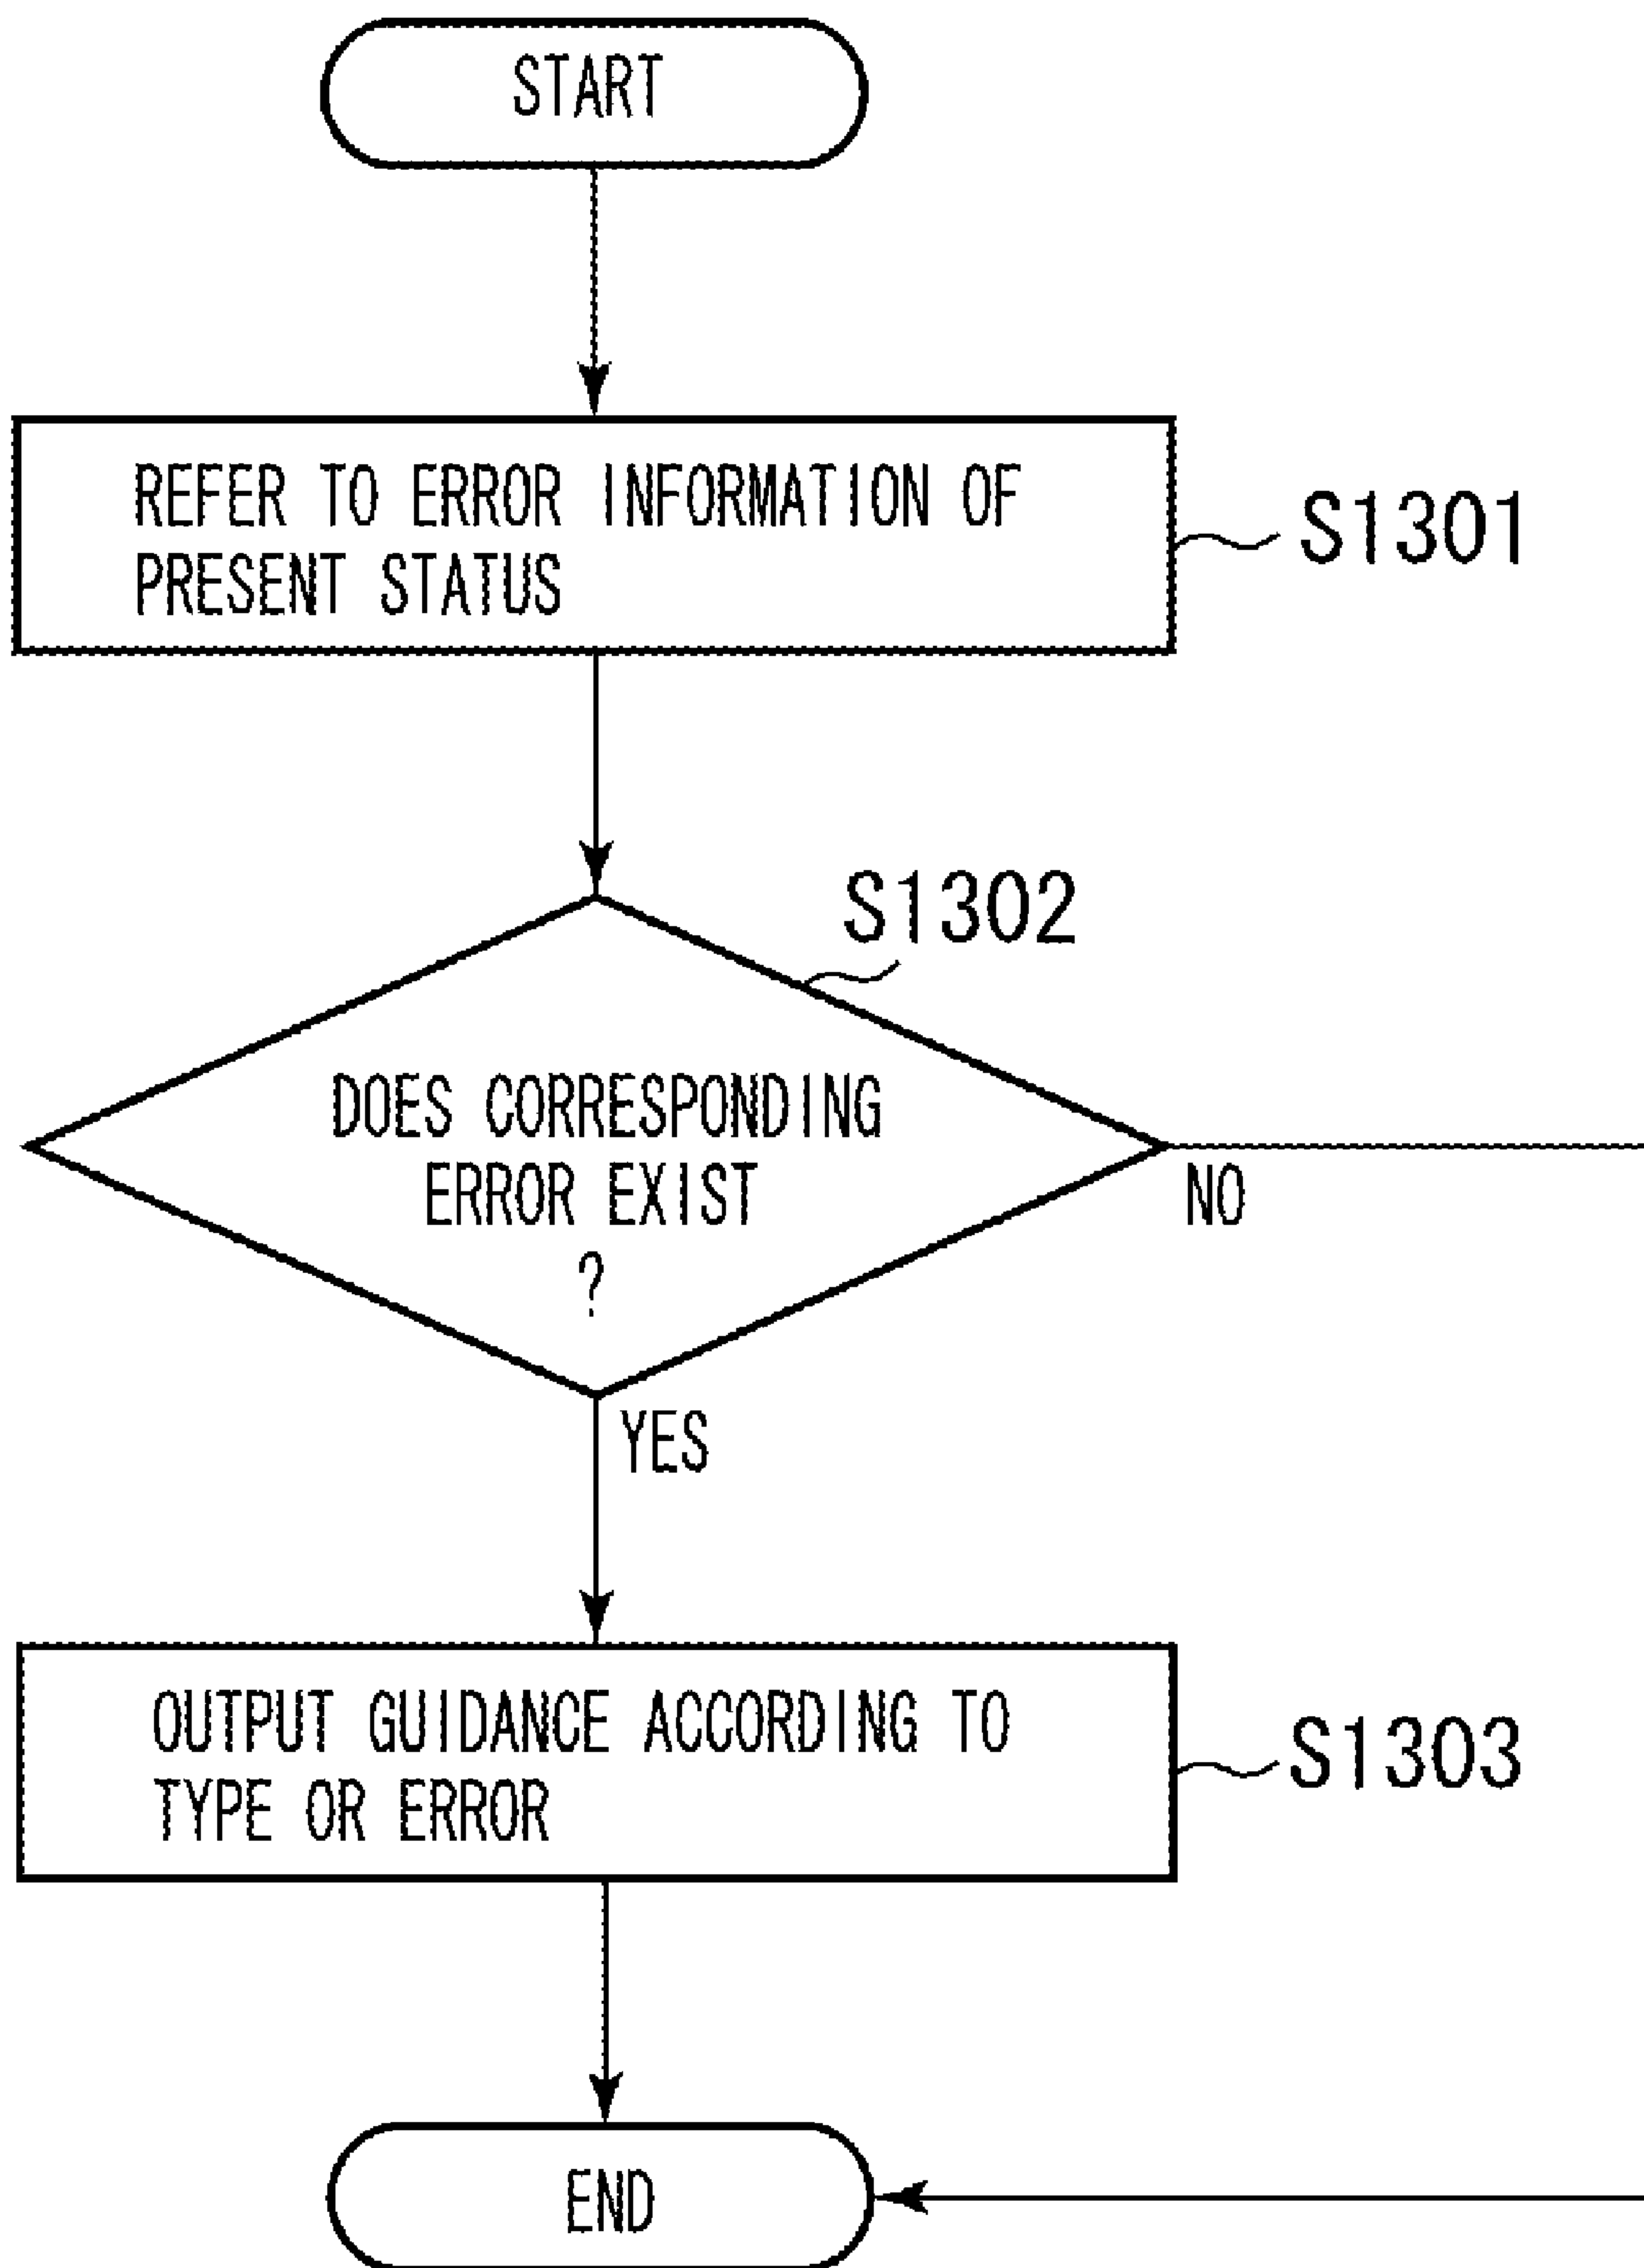 START
REFER TO ERROR INFORMATION OF
PRESENT STATUS
S1301
S1302
DOES CORRESPONDING
ERROR EXIST
?
NO
YES
OUTPUT GUIDANCE ACCORDING TO
TYPE OR ERROR
S1303
END